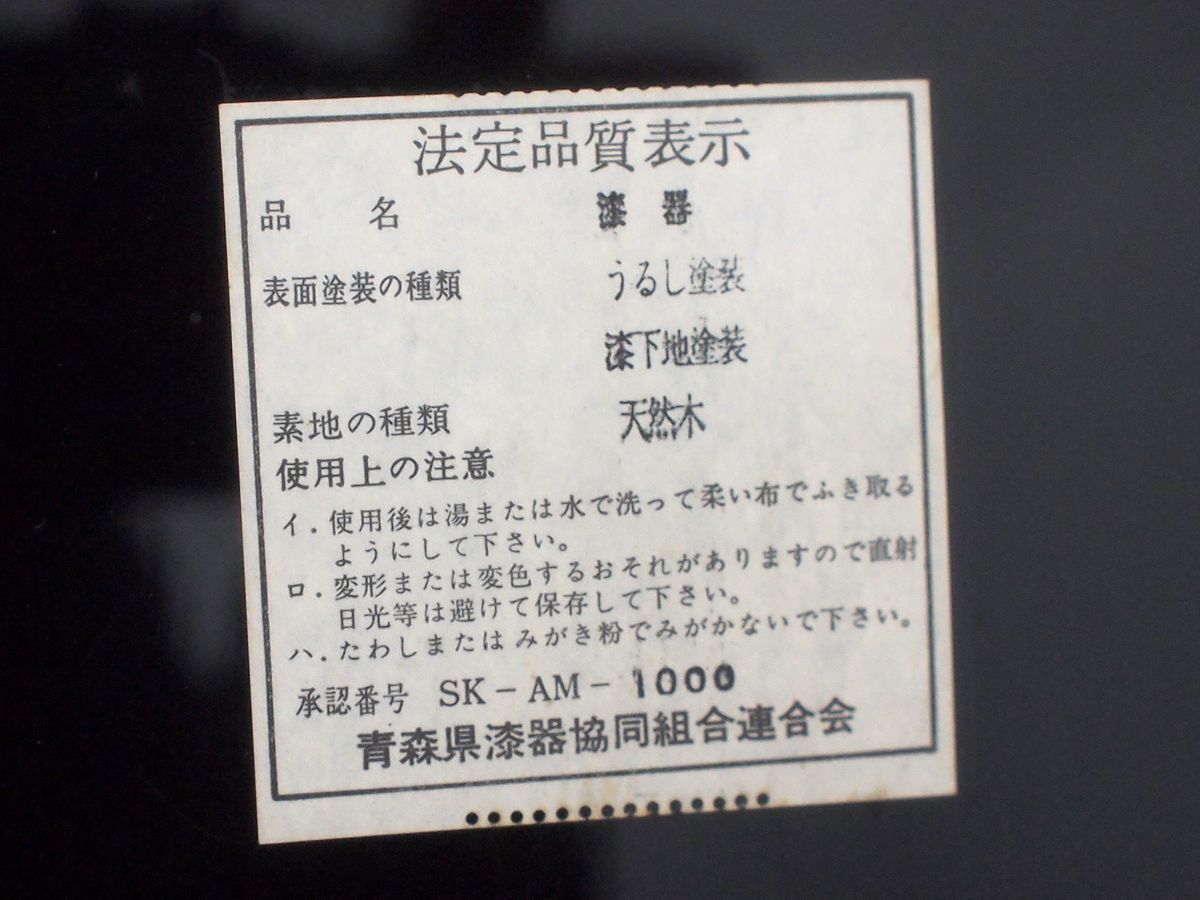 法定品質表示
品 名 漆 器
表面塗装の種類 うるし塗装
漆下地塗装
素地の種類 天然木
使用上の注意
イ. 使用後は湯または水で洗って柔い布でふき取る
ようにして下さい。
ロ. 変形または変色するおそれがありますので直射
日光等は避けて保存して下さい。
ハ. たわしまたはみがき粉でみがかないで下さい。
承認番号 SK-AM-1000
青森県漆器協同組合連合会